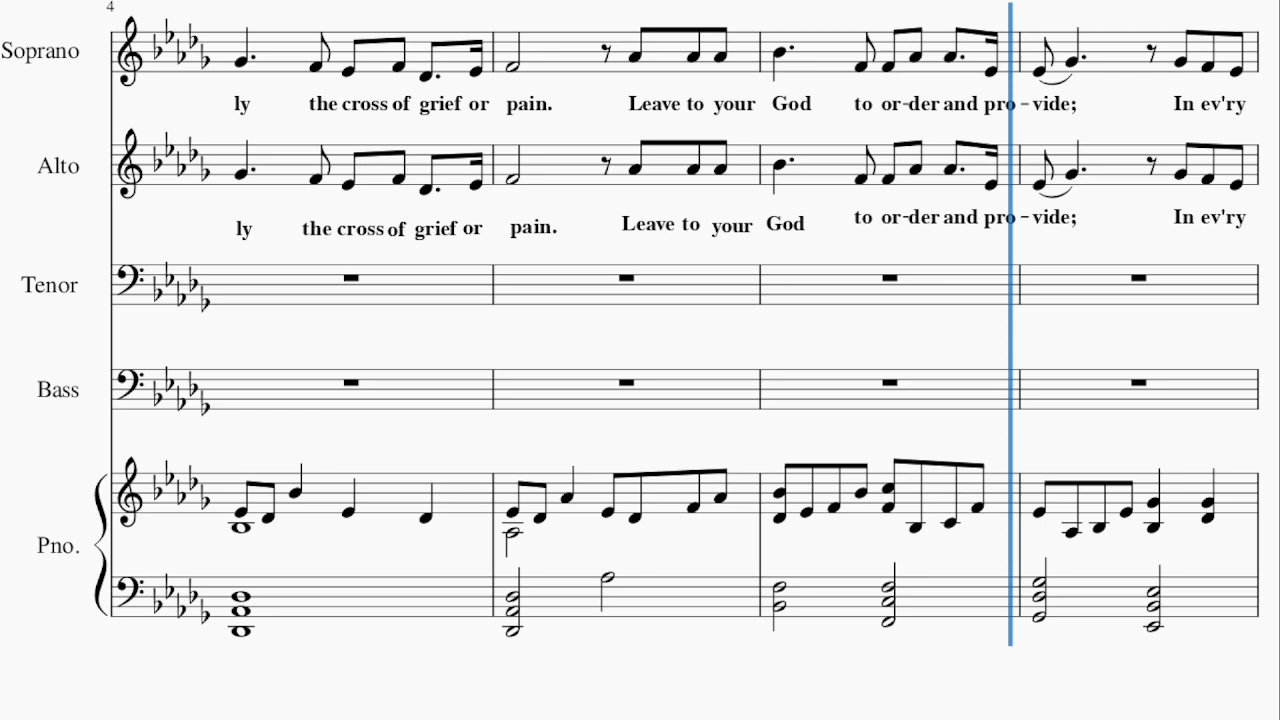 4
Soprano
ly the cross of grief or pain. Leave to your God to or-der and pro-vide; In ev'ry
Alto
ly the cross of grief or pain. Leave to your God to or-der and pro-vide; In ev'ry
Tenor
Bass
Pno.